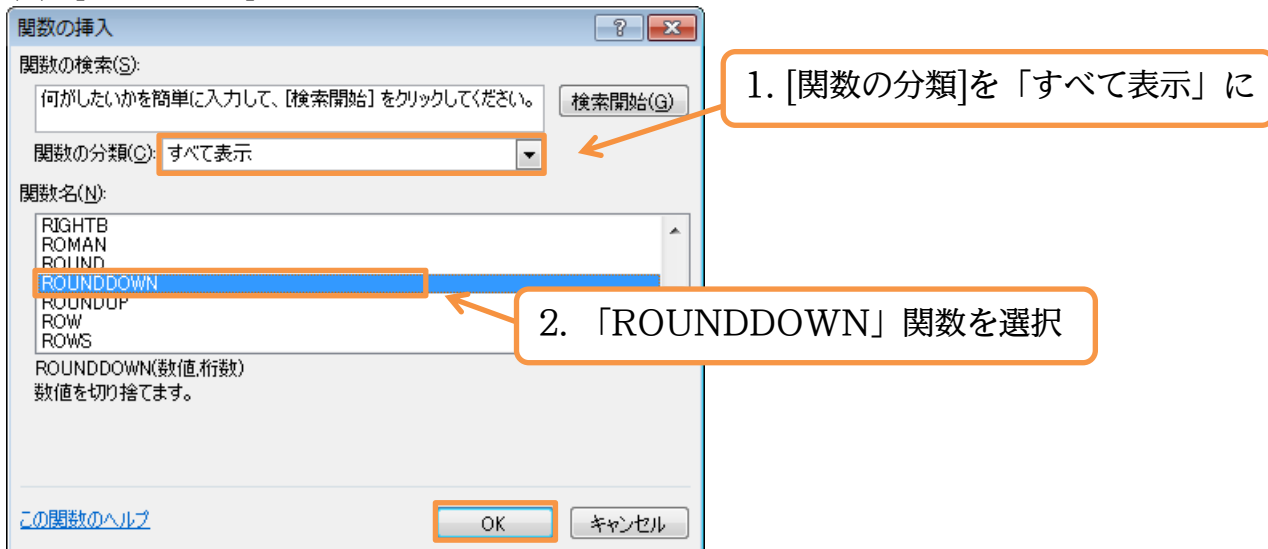 関数の挿入
関数の検索(S):
何がしたいかを簡単に入力して、[検索開始] をクリックしてください。
検索開始(G)
1. [関数の分類]を「すべて表示」に
関数の分類(C):
すべて表示
関数名(N):
RIGHTB
ROMAN
ROUND
ROUNDDOWN
ROUNDUP
ROW
ROWS
2. 「ROUNDDOWN」関数を選択
ROUNDDOWN(数値,桁数)
数値を切り捨てます。
この関数のヘルプ
OK
キャンセル